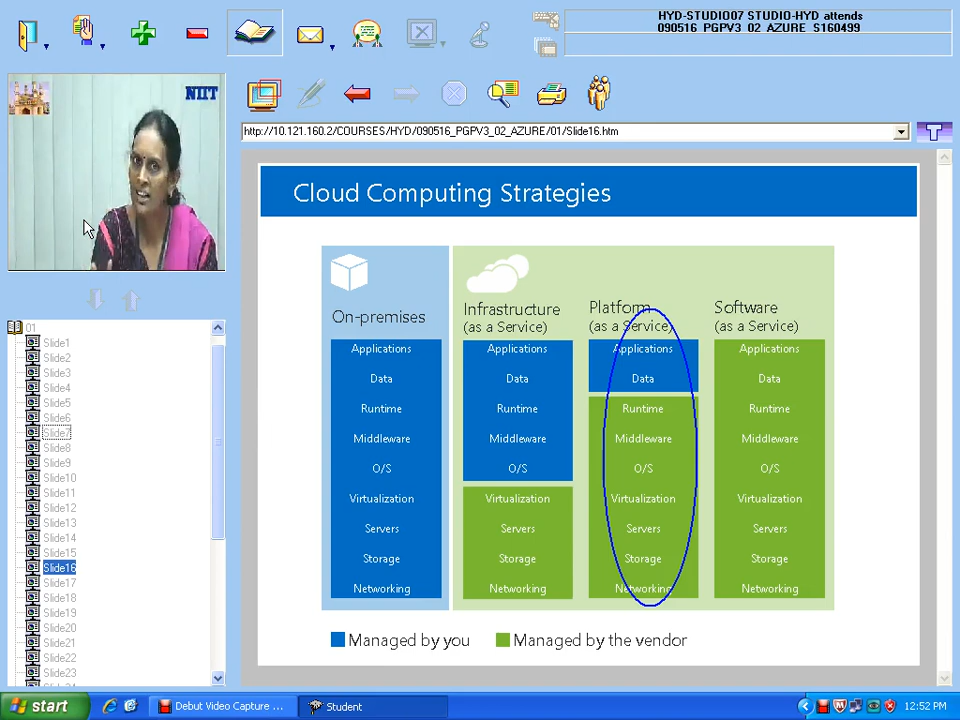 HYD-STUDIO07 STUDIO-HYD attends
090516_PGPV3_02_AZURE_S160499
NIIT
http://10.121.160.2/COURSES/HYD/090516_PGPV3_02_AZURE/01/Slide16.htm
T
01
Slide1
Slide2
Slide3
Slide4
Slide5
Slide6
Slide7
Slide8
Slide9
Slide10
Slide11
Slide12
Slide13
Slide14
Slide15
Slide16
Slide17
Slide18
Slide19
Slide20
Slide21
Slide22
Slide23
Cloud Computing Strategies
On-premises
Applications
Data
Runtime
Middleware
O/S
Virtualization
Servers
Storage
Networking
Infrastructure
(as a Service)
Applications
Data
Runtime
Middleware
O/S
Virtualization
Servers
Storage
Networking
Platform
(as a Service)
Applications
Data
Runtime
Middleware
O/S
Virtualization
Servers
Storage
Networking
Software
(as a Service)
Applications
Data
Runtime
Middleware
O/S
Virtualization
Servers
Storage
Networking
Managed by you
Managed by the vendor
start
Debut Video Capture ...
Student
12:52 PM